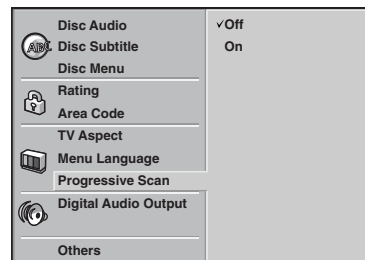 Disc Audio
Disc Subtitle
Disc Menu
Rating
Area Code
TV Aspect
Menu Language
Progressive Scan
Digital Audio Output
Others
✓Off
On
ABC